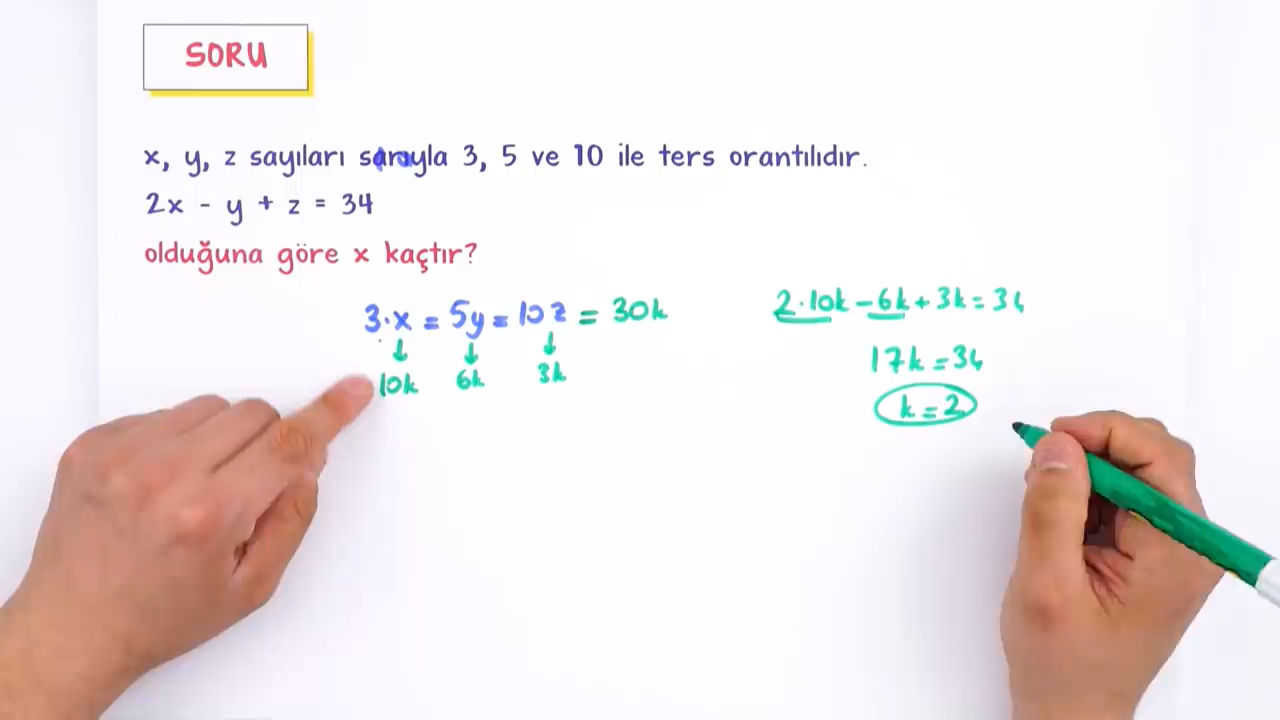 SORU
x, y, z sayıları sırayla 3, 5 ve 10 ile ters orantılıdır.
2x - y + z = 34
olduğuna göre x kaçtır?
3·x = 5y = 10z = 30k
10k 6k 3k
2·10k - 6k + 3k = 34
17k = 34
k = 2